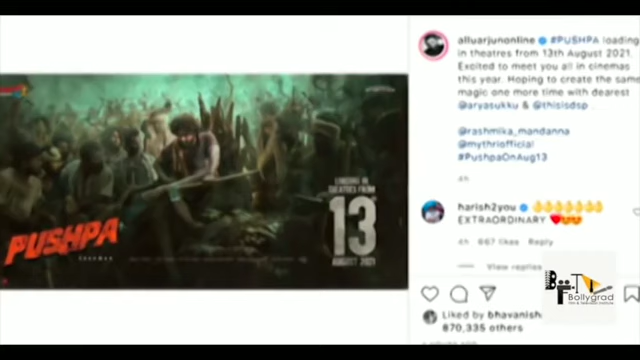 alluarjunonline #PUSHPA loading
in theatres from 13th August 2021.
Excited to meet you all in cinemas
this year. Hoping to create the same
magic one more time with dearest
@aryasukku & @thisisdsp .
@rashmika_mandanna
@mythriofficial
#PushpaOnAug13
4h
harish2you
EXTRAORDINARY
4h 867 likes Reply
View replies
Liked by bhavanish
870,335 others
PUSHPA
LOADING IN
THEATRES FROM
13
AUGUST 2021
Bollygrad